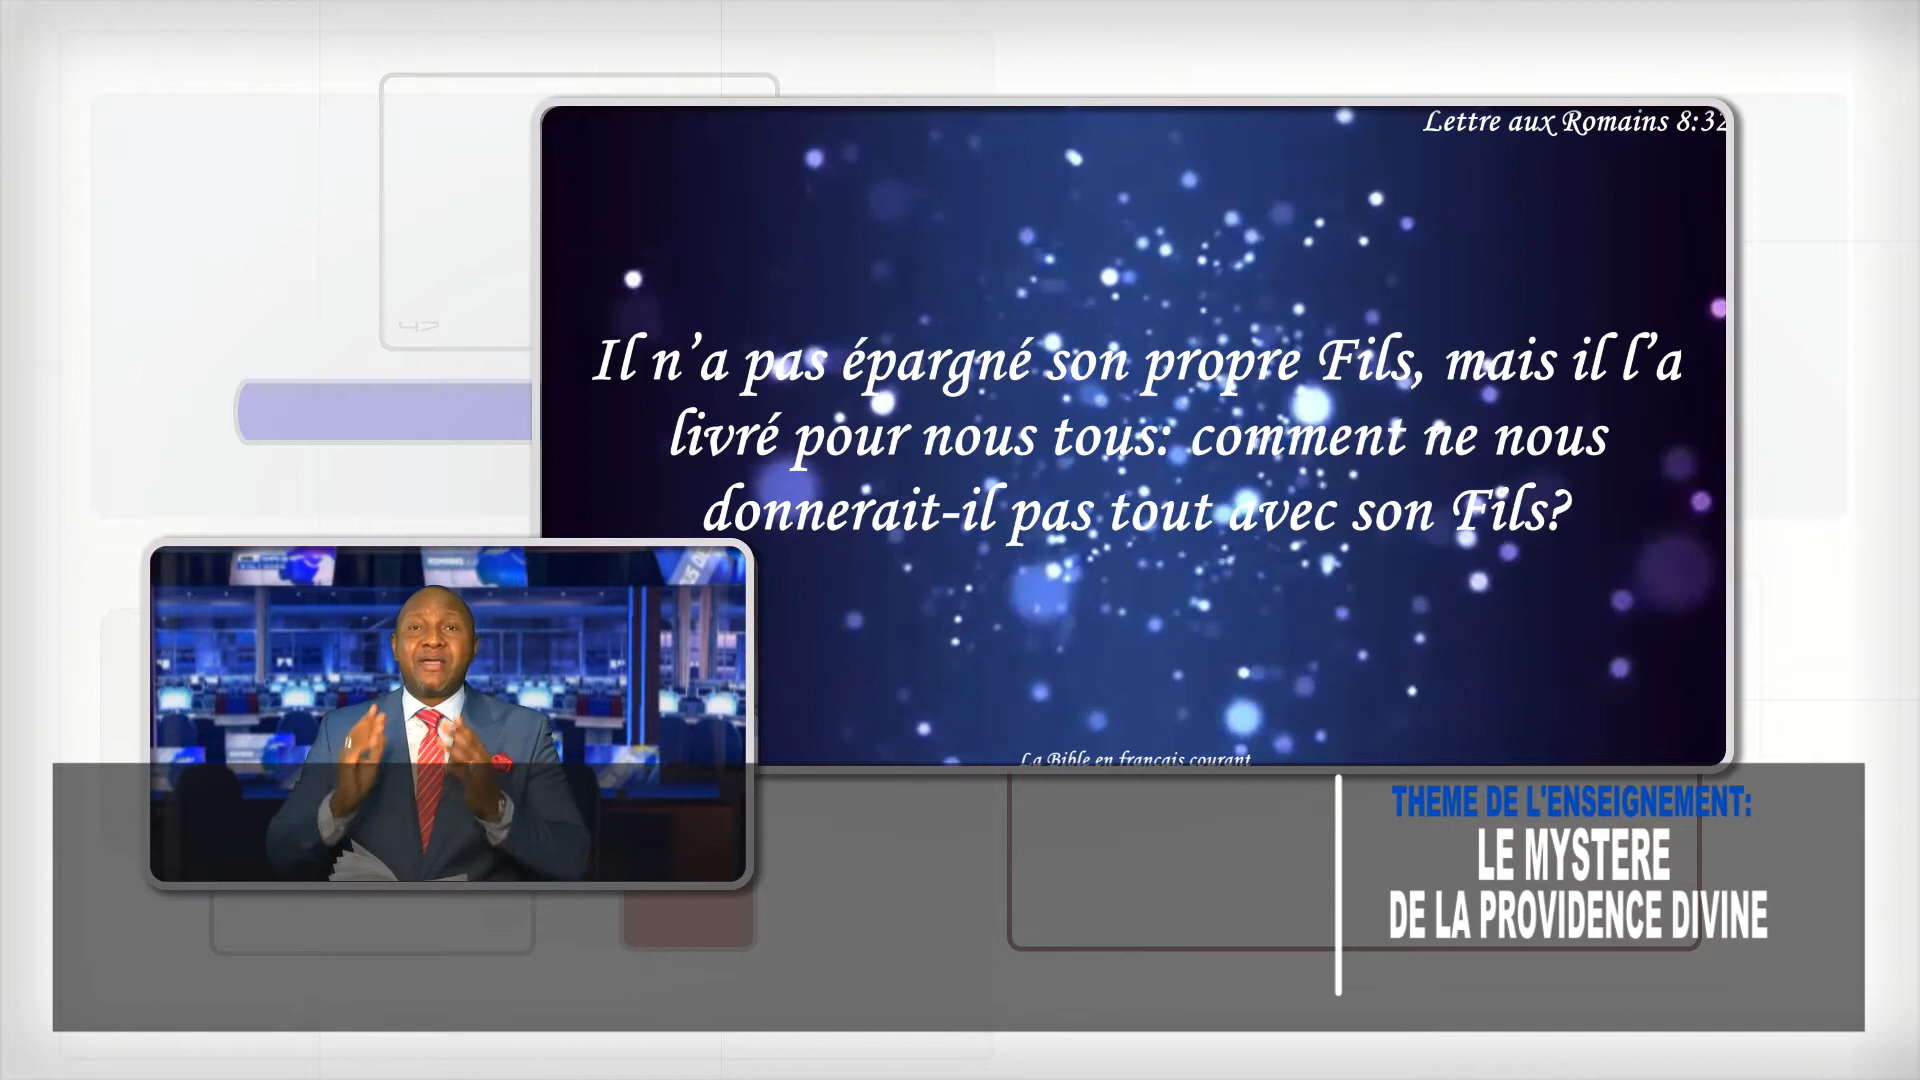 Lettre aux Romains 8:32
Il n’a pas épargné son propre Fils, mais il l’a
livré pour nous tous: comment ne nous
donnerait-il pas tout avec son Fils?
La Bible en français courant
THEME DE L'ENSEIGNEMENT:
LE MYSTERE
DE LA PROVIDENCE DIVINE